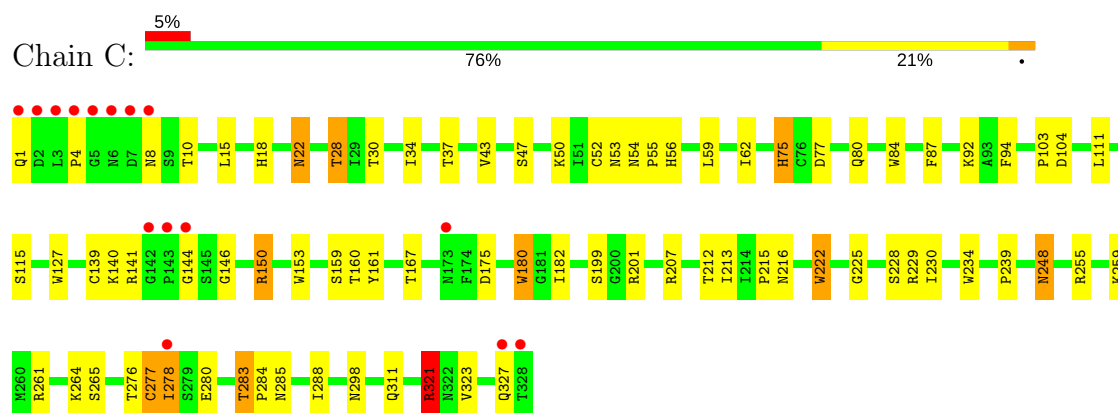 5%
Chain C:
76% 21% •
Q1 D2 L3 P4 G5 N6 D7 N8 S9 T10 L15 H18 N22 T28 I29 T30 I34 T37 V43 S47 K50 I51 C52 N53 N54 P55 H56 L59 I62 H75 C76 D77 Q80 W84 F87 K92 A93 F94 P103 D104 L111
S115 W127 C139 K140 R141 G142 P143 G144 S145 G146 R150 W153 S159 T160 Y161 T167 N173 F174 D175 W180 G181 I182 S199 G200 R201 R207 T212 I213 I214 P215 N216 W222 G225 S228 R229 I230 W234 P239 N248 R255 K259
M260 R261 K264 S265 T276 C277 I278 S279 E280 T283 P284 N285 I288 N298 Q311 R321 N322 V323 Q327 T328